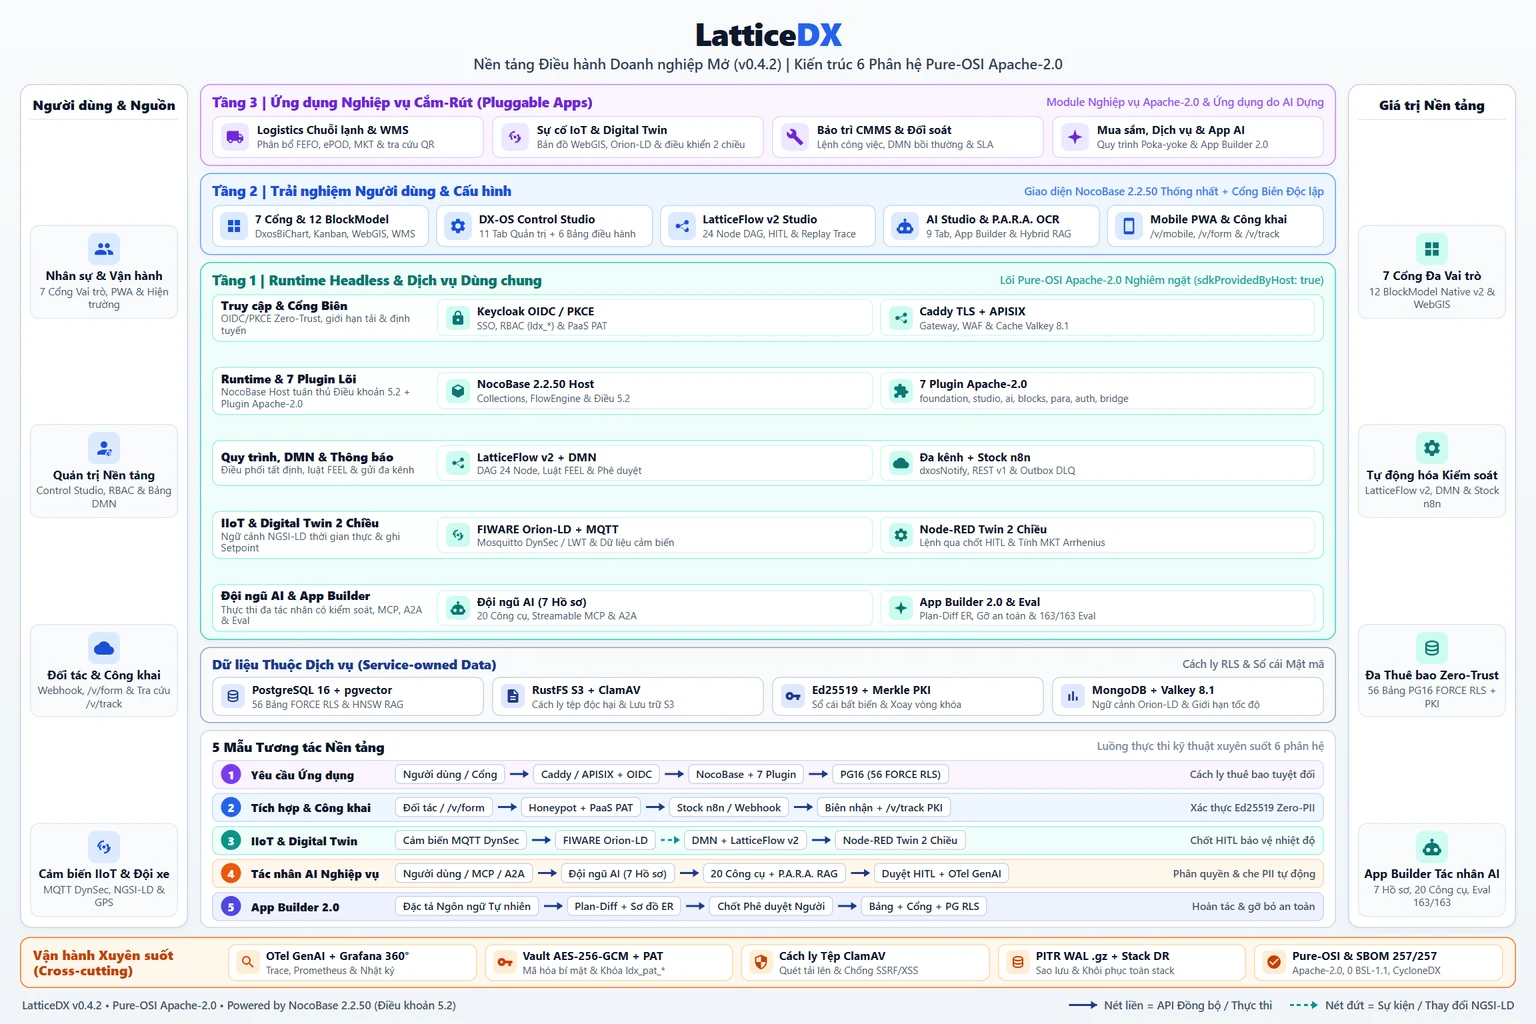 LatticeDX
Nền tảng Điều hành Doanh nghiệp Mở (v0.4.2) | Kiến trúc 6 Phân hệ Pure-OSI Apache-2.0
Người dùng & Nguồn
Nhân sự & Vận hành
7 Cổng Vai trò, PWA & Hiện
trường
Quản trị Nền tảng
Control Studio, RBAC & Bảng
DMN
Đối tác & Công khai
Webhook, /v/form & Tra cứu
/v/track
Cảm biến IIoT & Đội xe
MQTT DynSec, NGSI-LD &
GPS
Tầng 3 | Ứng dụng Nghiệp vụ Cắm-Rút (Pluggable Apps)
Module Nghiệp vụ Apache-2.0 & Ứng dụng do AI Dựng
Logistics Chuỗi lạnh & WMS
Phân bổ FEFO, ePOD, MKT & tra cứu QR
Sự cố IoT & Digital Twin
Bản đồ WebGIS, Orion-LD & điều khiển 2 chiều
Bảo trì CMMS & Đối soát
Lệnh công việc, DMN bồi thường & SLA
Mua sắm, Dịch vụ & App AI
Quy trình Poka-yoke & App Builder 2.0
Tầng 2 | Trải nghiệm Người dùng & Cấu hình
Giao diện NocoBase 2.2.50 Thống nhất + Cổng Biên Độc lập
7 Cổng & 12 BlockModel
DxosBiChart, Kanban, WebGIS, WMS
DX-OS Control Studio
11 Tab Quản trị + 6 Bảng điều hành
LatticeFlow v2 Studio
24 Node DAG, HITL & Replay Trace
AI Studio & P.A.R.A. OCR
9 Tab, App Builder & Hybrid RAG
Mobile PWA & Công khai
/v/mobile, /v/form & /v/track
Tầng 1 | Runtime Headless & Dịch vụ Dùng chung
Lõi Pure-OSI Apache-2.0 Nghiêm ngặt (sdkProvidedByHost: true)
Truy cập & Cổng Biên
OIDC/PKCE Zero-Trust, giới hạn tải & định
tuyến
Keycloak OIDC / PKCE
SSO, RBAC (ldx_*) & PaaS PAT
Caddy TLS + APISIX
Gateway, WAF & Cache Valkey 8.1
Runtime & 7 Plugin Lõi
NocoBase Host tuân thủ Điều khoản 5.2 +
Plugin Apache-2.0
NocoBase 2.2.50 Host
Collections, FlowEngine & Điều 5.2
7 Plugin Apache-2.0
foundation, studio, ai, blocks, para, auth, bridge
Quy trình, DMN & Thông báo
Điều phối tất định, luật FEEL & gửi đa kênh
LatticeFlow v2 + DMN
DAG 24 Node, Luật FEEL & Phê duyệt
Đa kênh + Stock n8n
dxosNotify, REST v1 & Outbox DLQ
IIoT & Digital Twin 2 Chiều
Ngữ cảnh NGSI-LD thời gian thực & ghi
Setpoint
FIWARE Orion-LD + MQTT
Mosquitto DynSec / LWT & Dữ liệu cảm biến
Node-RED Twin 2 Chiều
Lệnh qua chốt HITL & Tính MKT Arrhenius
Đội ngũ AI & App Builder
Thực thi đa tác nhân có kiểm soát, MCP, A2A
& Eval
Đội ngũ AI (7 Hồ sơ)
20 Công cụ, Streamable MCP & A2A
App Builder 2.0 & Eval
Plan-Diff ER, Gỡ an toàn & 163/163 Eval
Dữ liệu Thuộc Dịch vụ (Service-owned Data)
Cách ly RLS & Sổ cái Mật mã
PostgreSQL 16 + pgvector
56 Bảng FORCE RLS & HNSW RAG
RustFS S3 + ClamAV
Cách ly tệp độc hại & Lưu trữ S3
Ed25519 + Merkle PKI
Sổ cái bất biến & Xoay vòng khóa
MongoDB + Valkey 8.1
Ngữ cảnh Orion-LD & Giới hạn tốc độ
5 Mẫu Tương tác Nền tảng
Luồng thực thi kỹ thuật xuyên suốt 6 phân hệ
1 Yêu cầu Ứng dụng Người dùng / Cổng Caddy / APISIX + OIDC NocoBase + 7 Plugin PG16 (56 FORCE RLS) Cách ly thuê bao tuyệt đối
2 Tích hợp & Công khai Đối tác / /v/form Honeypot + PaaS PAT Stock n8n / Webhook Biên nhận + /v/track PKI Xác thực Ed25519 Zero-PII
3 IIoT & Digital Twin Cảm biến MQTT DynSec FIWARE Orion-LD DMN + LatticeFlow v2 Node-RED Twin 2 Chiều Chốt HITL bảo vệ nhiệt độ
4 Tác nhân AI Nghiệp vụ Người dùng / MCP / A2A Đội ngũ AI (7 Hồ sơ) 20 Công cụ + P.A.R.A. RAG Duyệt HITL + OTel GenAI Phân quyền & che PII tự động
5 App Builder 2.0 Đặc tả Ngôn ngữ Tự nhiên Plan-Diff + Sơ đồ ER Chốt Phê duyệt Người Bảng + Cổng + PG RLS Hoàn tác & gỡ bỏ an toàn
Giá trị Nền tảng
7 Cổng Đa Vai trò
12 BlockModel Native v2 &
WebGIS
Tự động hóa Kiểm soát
LatticeFlow v2, DMN & Stock
n8n
Đa Thuê bao Zero-Trust
56 Bảng PG16 FORCE RLS +
PKI
App Builder Tác nhân AI
7 Hồ sơ, 20 Công cụ, Eval
163/163
Vận hành Xuyên suốt
(Cross-cutting)
OTel GenAI + Grafana 360°
Trace, Prometheus & Nhật ký
Vault AES-256-GCM + PAT
Mã hóa bí mật & Khóa ldx_pat_*
Cách ly Tệp ClamAV
Quét tải lên & Chống SSRF/XSS
PITR WAL .gz + Stack DR
Sao lưu & Khôi phục toàn stack
Pure-OSI & SBOM 257/257
Apache-2.0, 0 BSL-1.1, CycloneDX
LatticeDX v0.4.2 • Pure-OSI Apache-2.0 • Powered by NocoBase 2.2.50 (Điều khoản 5.2)
Nét liền = API Đồng bộ / Thực thi
Nét đứt = Sự kiện / Thay đổi NGSI-LD